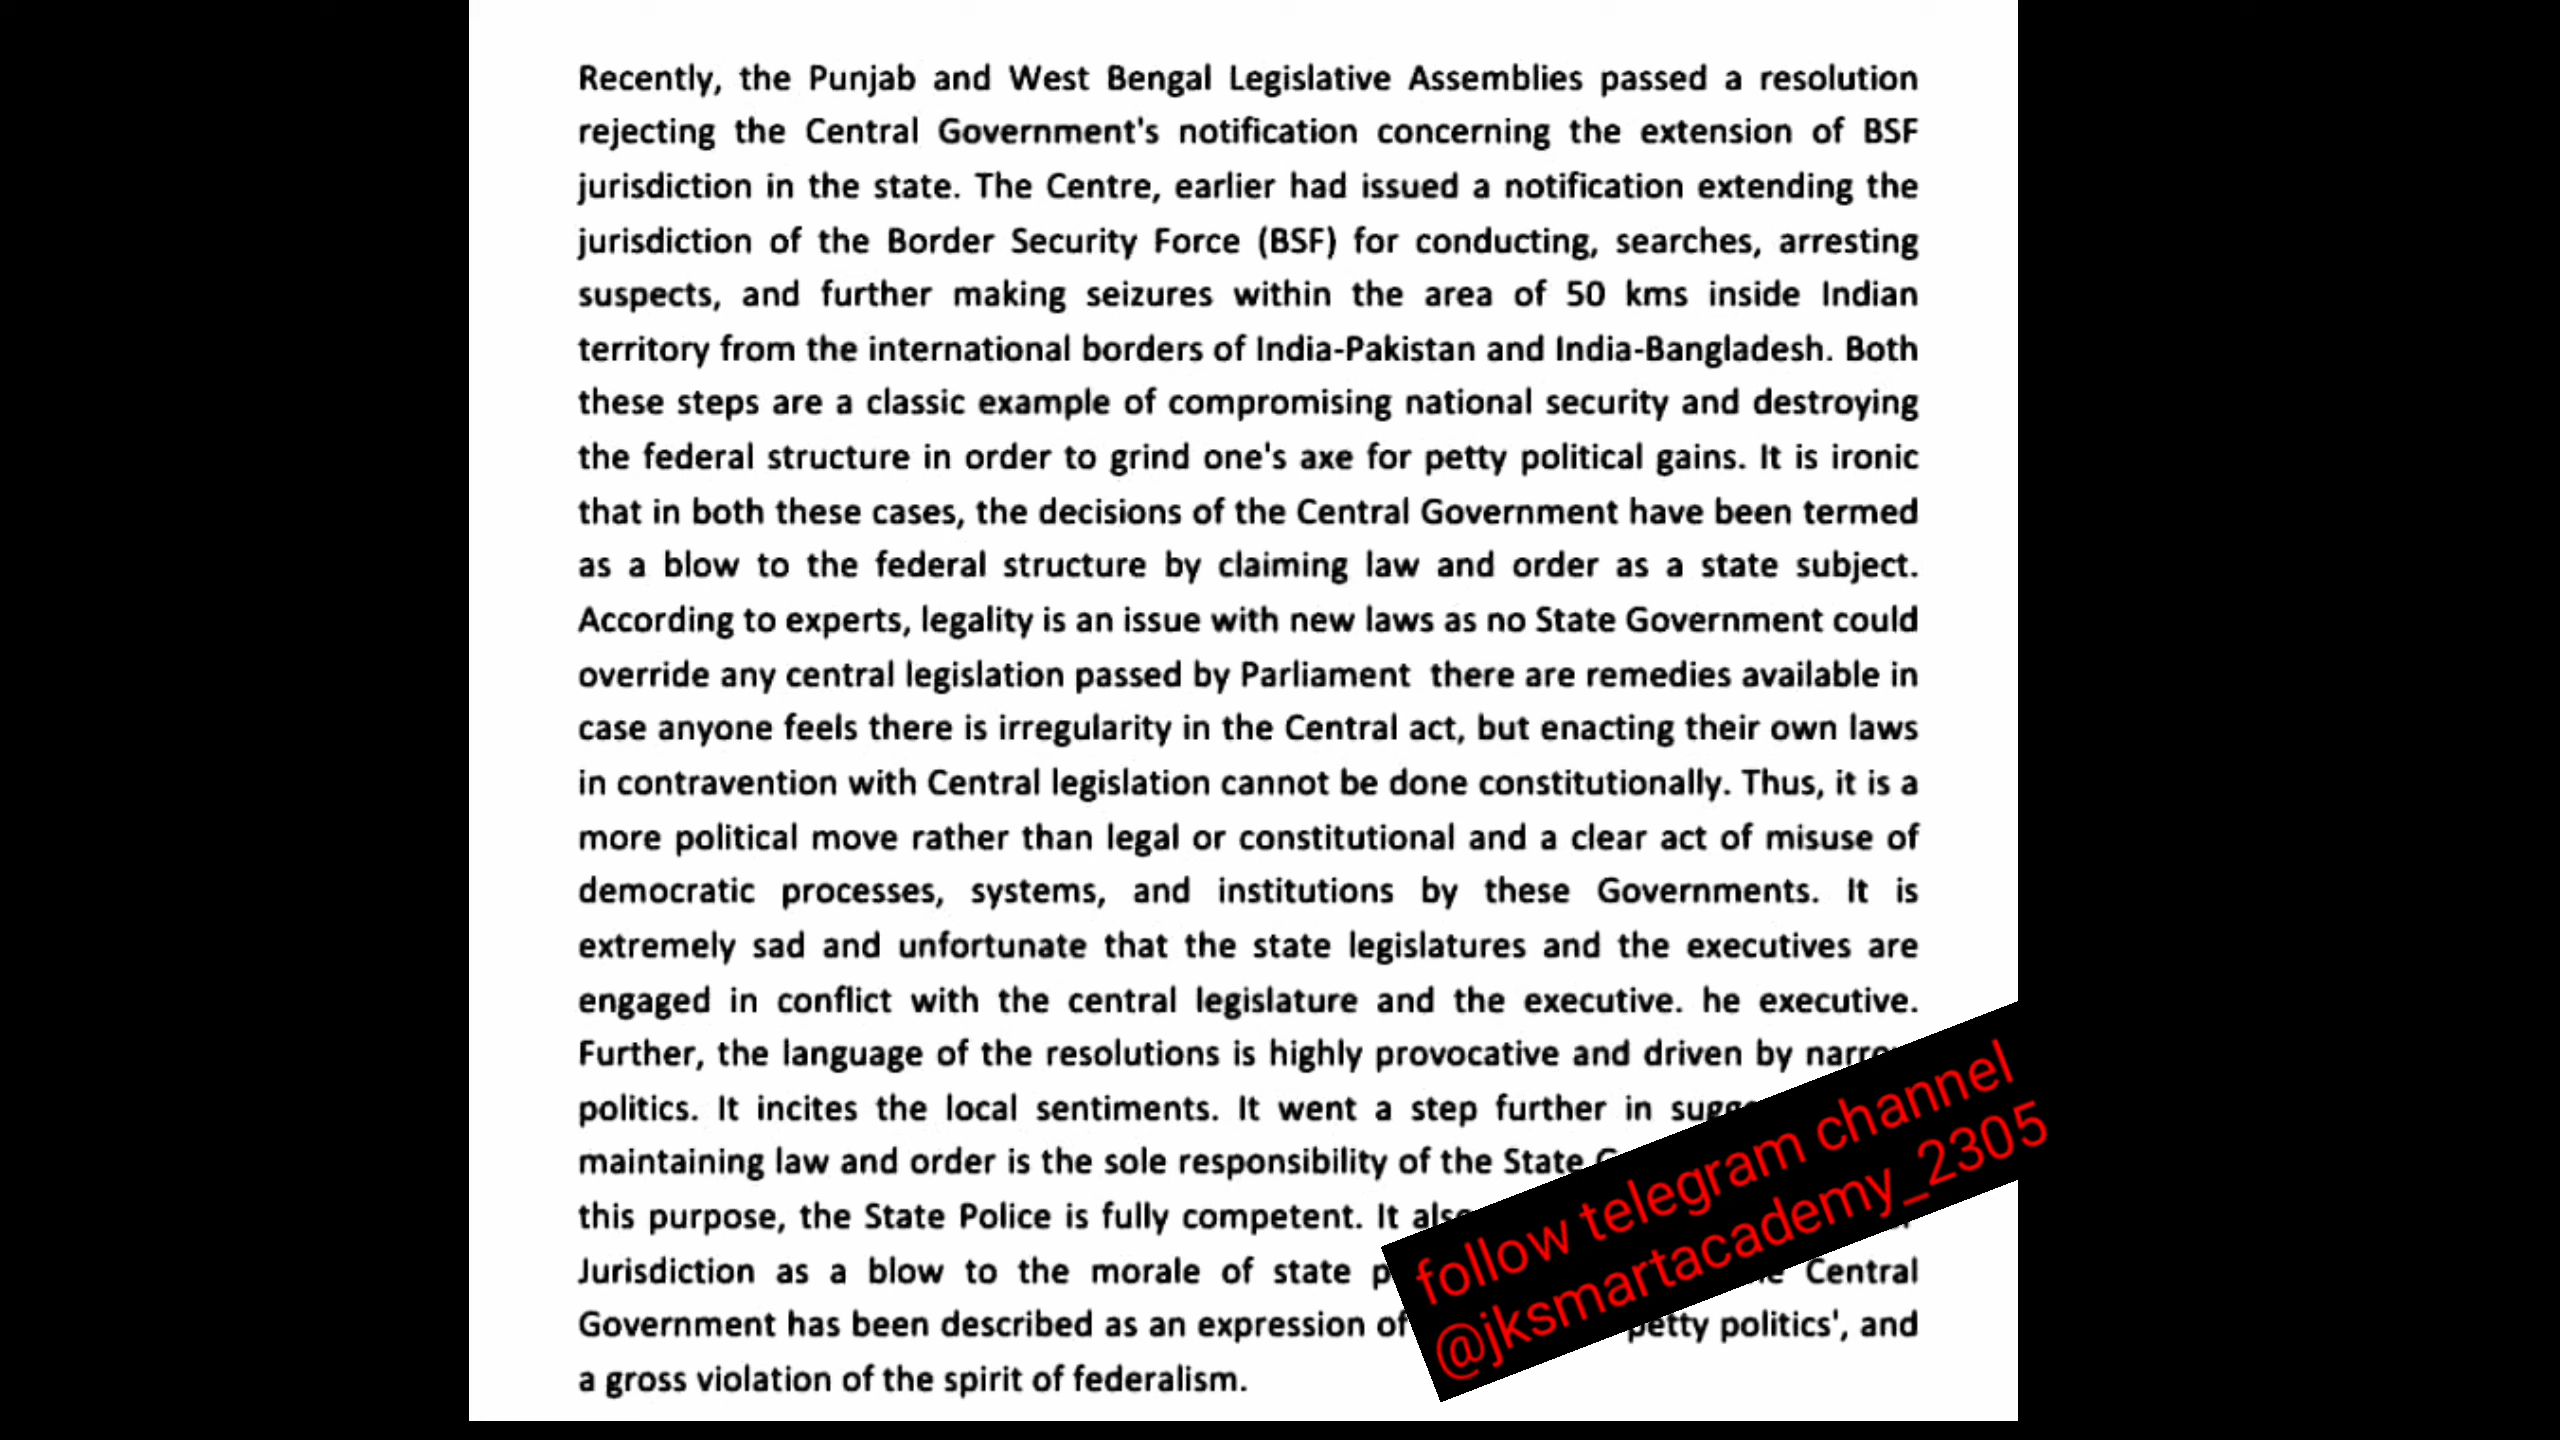 Recently, the Punjab and West Bengal Legislative Assemblies passed a resolution
rejecting the Central Government's notification concerning the extension of BSF
jurisdiction in the state. The Centre, earlier had issued a notification extending the
jurisdiction of the Border Security Force (BSF) for conducting, searches, arresting
suspects, and further making seizures within the area of 50 kms inside Indian
territory from the international borders of India-Pakistan and India-Bangladesh. Both
these steps are a classic example of compromising national security and destroying
the federal structure in order to grind one's axe for petty political gains. It is ironic
that in both these cases, the decisions of the Central Government have been termed
as a blow to the federal structure by claiming law and order as a state subject.
According to experts, legality is an issue with new laws as no State Government could
override any central legislation passed by Parliament there are remedies available in
case anyone feels there is irregularity in the Central act, but enacting their own laws
in contravention with Central legislation cannot be done constitutionally. Thus, it is a
more political move rather than legal or constitutional and a clear act of misuse of
democratic processes, systems, and institutions by these Governments. It is
extremely sad and unfortunate that the state legislatures and the executives are
engaged in conflict with the central legislature and the executive. he executive.
Further, the language of the resolutions is highly provocative and driven by
politics. It incites the local sentiments. It went a step further in
maintaining law and order is the sole responsibility of the State
this purpose, the State Police is fully competent. It
Jurisdiction as a blow to the morale of state Central
Government has been described as an expression of petty politics', and
a gross violation of the spirit of federalism.
follow telegram channel
@jksmartacademy_2305